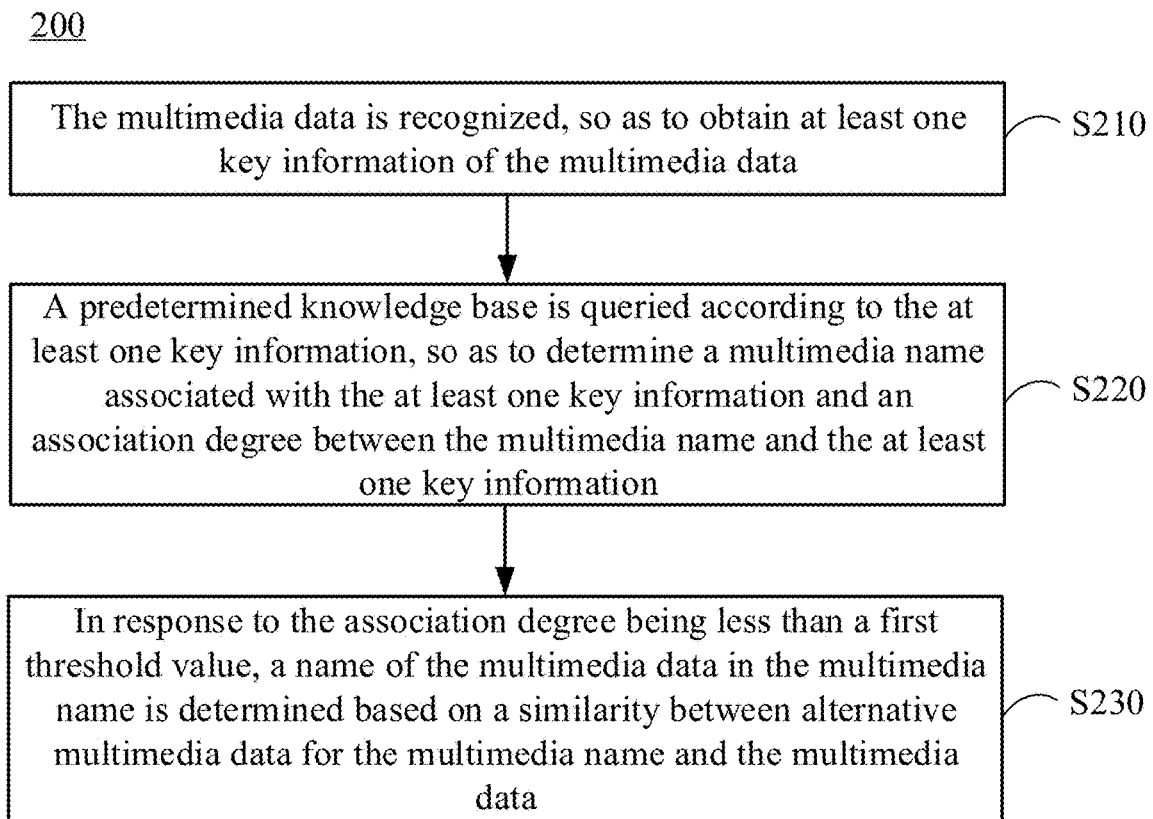 200
The multimedia data is recognized, so as to obtain at least one
key information of the multimedia data
S210
A predetermined knowledge base is queried according to the at
least one key information, so as to determine a multimedia name
associated with the at least one key information and an
association degree between the multimedia name and the at least
one key information
S220
In response to the association degree being less than a first
threshold value, a name of the multimedia data in the multimedia
name is determined based on a similarity between alternative
multimedia data for the multimedia name and the multimedia
data
S230